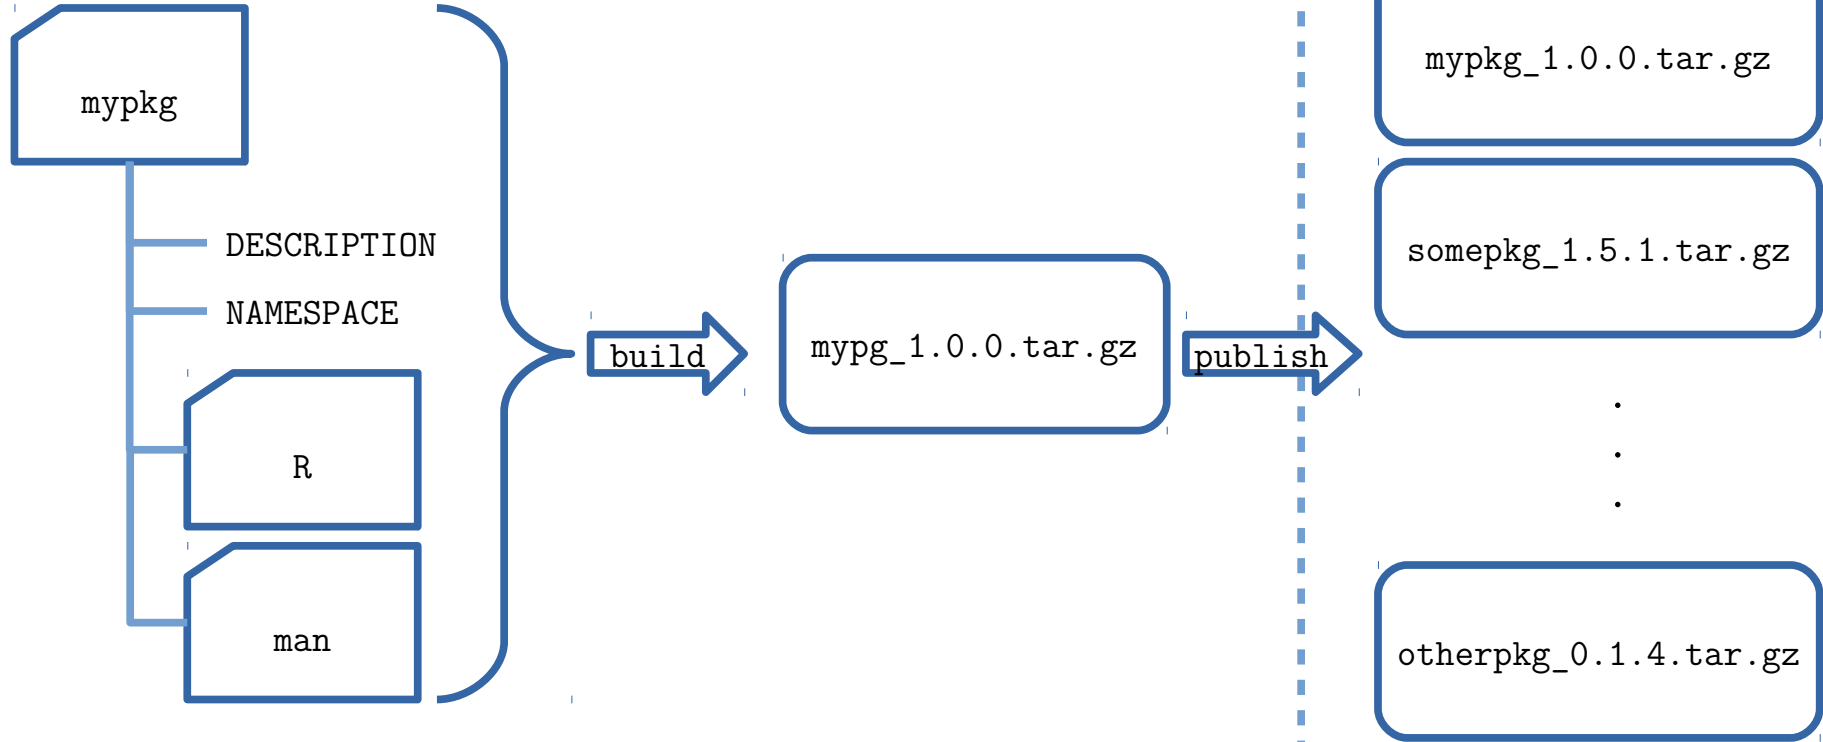 mypkg
DESCRIPTION
NAMESPACE
R
man
build
mypg_1.0.0.tar.gz
publish
mypkg_1.0.0.tar.gz
somepkg_1.5.1.tar.gz
.
.
.
otherpkg_0.1.4.tar.gz